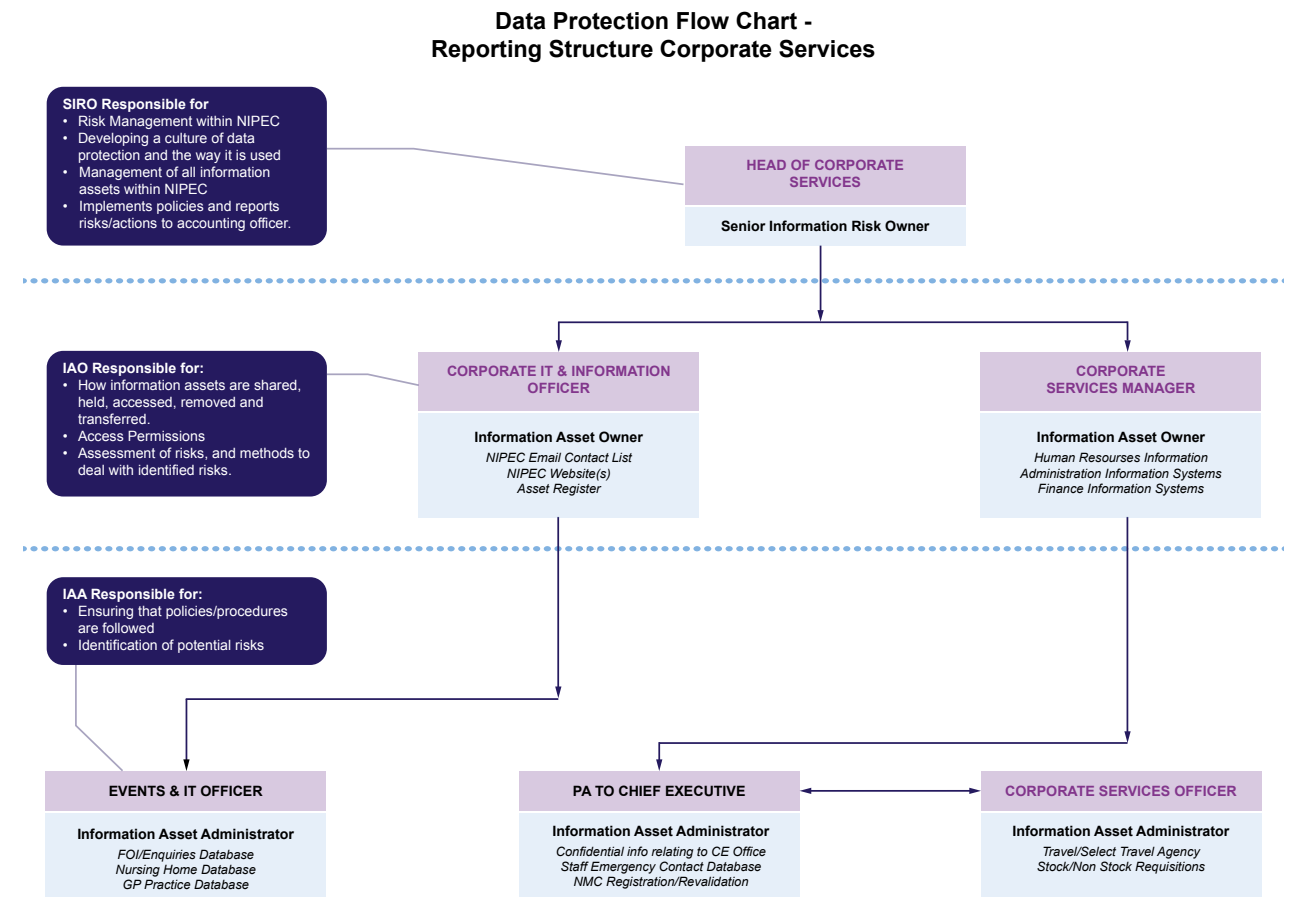 Data Protection Flow Chart -
Reporting Structure Corporate Services
SIRO Responsible for
• Risk Management within NIPEC
• Developing a culture of data
protection and the way it is used
• Management of all information
assets within NIPEC
• Implements policies and reports
risks/actions to accounting officer.
HEAD OF CORPORATE
SERVICES
Senior Information Risk Owner
IAO Responsible for:
• How information assets are shared,
held, accessed, removed and
transferred.
• Access Permissions
• Assessment of risks, and methods to
deal with identified risks.
CORPORATE IT & INFORMATION
OFFICER
Information Asset Owner
NIPEC Email Contact List
NIPEC Website(s)
Asset Register
CORPORATE
SERVICES MANAGER
Information Asset Owner
Human Resourses Information
Administration Information Systems
Finance Information Systems
IAA Responsible for:
• Ensuring that policies/procedures
are followed
• Identification of potential risks
EVENTS & IT OFFICER
Information Asset Administrator
FOI/Enquiries Database
Nursing Home Database
GP Practice Database
PA TO CHIEF EXECUTIVE
Information Asset Administrator
Confidential info relating to CE Office
Staff Emergency Contact Database
NMC Registration/Revalidation
CORPORATE SERVICES OFFICER
Information Asset Administrator
Travel/Select Travel Agency
Stock/Non Stock Requisitions